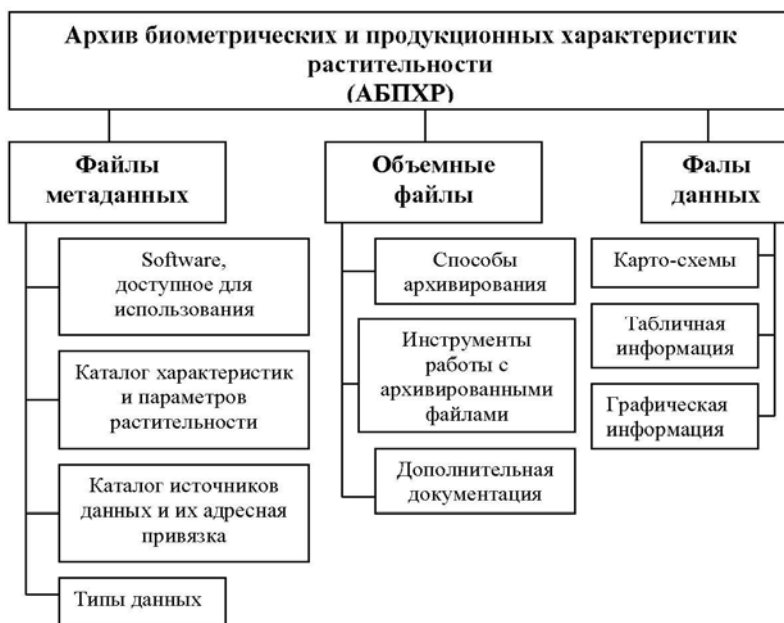 Архив биометрических и продукционных характеристик
растительности
(АБПХР)
Файлы
метаданных
Software,
доступное для
использования
Каталог характеристик
и параметров
растительности
Каталог источников
данных и их адресная
привязка
Типы данных
Объемные
файлы
Способы
архивирования
Инструменты
работы с
архивированными
файлами
Дополнительная
документация
Фалы
данных
Карто-схемы
Табличная
информация
Графическая
информация